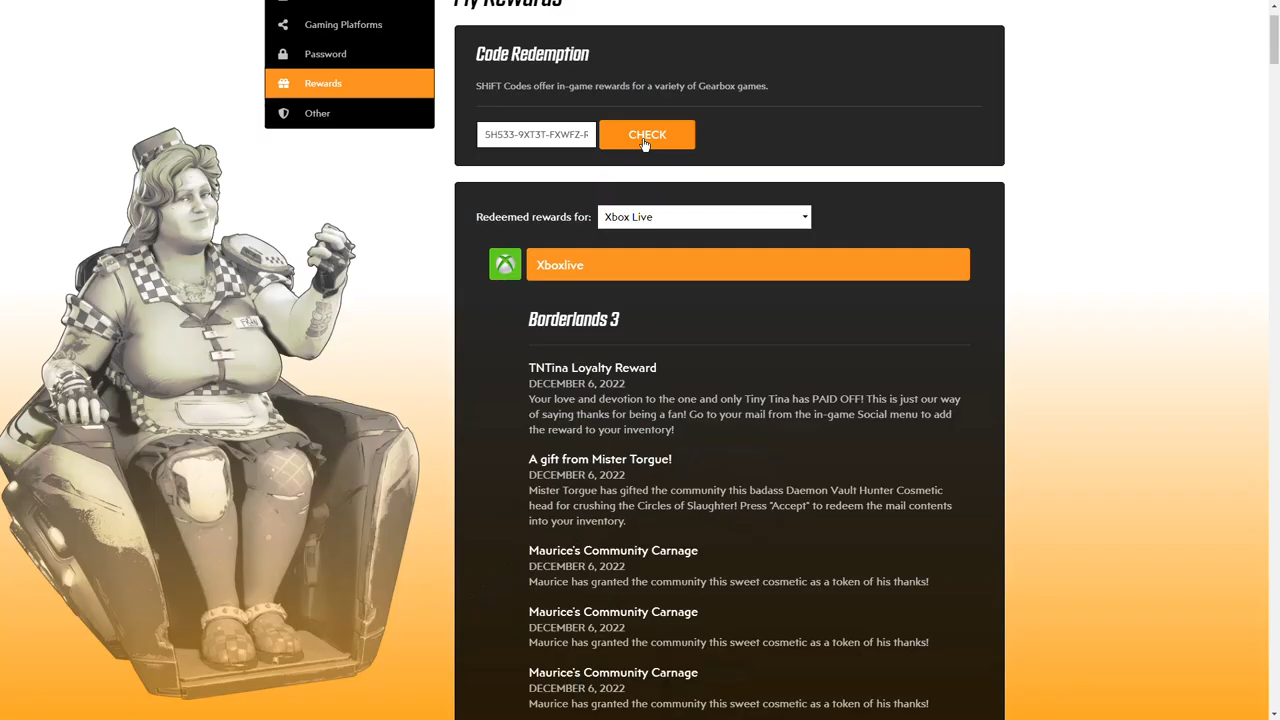 My Rewards
Gaming Platforms
Password
Rewards
Other
Code Redemption
SHiFT Codes offer in-game rewards for a variety of Gearbox games.
5H533-9XT3T-FXWFZ-
CHECK
Redeemed rewards for:
Xbox Live
Xboxlive
Borderlands 3
TNTina Loyalty Reward
DECEMBER 6, 2022
Your love and devotion to the one and only Tiny Tina has PAID OFF! This is just our way
of saying thanks for being a fan! Go to your mail from the in-game Social menu to add
the reward to your inventory!
A gift from Mister Torgue!
DECEMBER 6, 2022
Mister Torgue has gifted the community this badass Daemon Vault Hunter Cosmetic
head for crushing the Circles of Slaughter! Press "Accept" to redeem the mail contents
into your inventory.
Maurice's Community Carnage
DECEMBER 6, 2022
Maurice has granted the community this sweet cosmetic as a token of his thanks!
Maurice's Community Carnage
DECEMBER 6, 2022
Maurice has granted the community this sweet cosmetic as a token of his thanks!
Maurice's Community Carnage
DECEMBER 6, 2022
Maurice has granted the community this sweet cosmetic as a token of his thanks!
FRAN